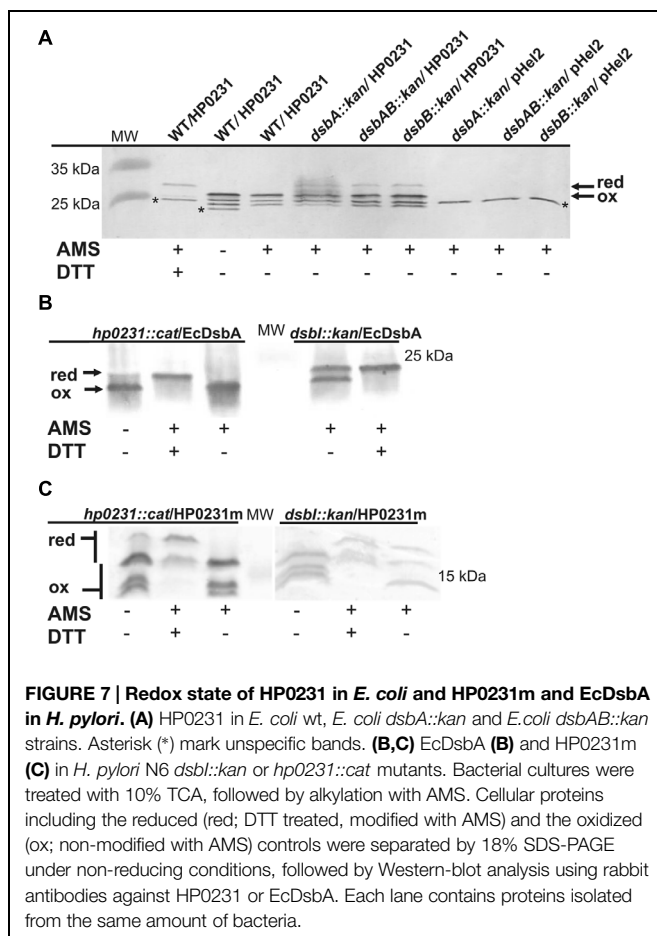 A
MW
WT/HP0231
WT/ HP0231
WT/ HP0231
dsbA::kan/ HP0231
dsbAB::kan/ HP0231
dsbB::kan/ HP0231
dsbA::kan/ pHel2
dsbAB::kan/ pHel2
dsbB::kan/ pHel2
35 kDa
25 kDa
*
*
*
red
ox
AMS + - + + + + + + +
DTT + - - - - - - - -
B
hp0231::cat/EcDsbA MW dsbI::kan/EcDsbA
25 kDa
red
ox
AMS - + + + +
DTT - + - - +
C
hp0231::cat/HP0231m MW dsbI::kan/HP0231m
red
15 kDa
ox
AMS - + + - + +
DTT - + - - + -
FIGURE 7 | Redox state of HP0231 in E. coli and HP0231m and EcDsbA
in H. pylori. (A) HP0231 in E. coli wt, E. coli dsbA::kan and E.coli dsbAB::kan
strains. Asterisk (*) mark unspecific bands. (B,C) EcDsbA (B) and HP0231m
(C) in H. pylori N6 dsbI::kan or hp0231::cat mutants. Bacterial cultures were
treated with 10% TCA, followed by alkylation with AMS. Cellular proteins
including the reduced (red; DTT treated, modified with AMS) and the oxidized
(ox; non-modified with AMS) controls were separated by 18% SDS-PAGE
under non-reducing conditions, followed by Western-blot analysis using rabbit
antibodies against HP0231 or EcDsbA. Each lane contains proteins isolated
from the same amount of bacteria.